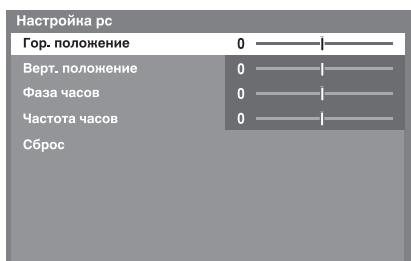 Настройка pc
Гор. положение 0
Верт. положение 0
Фаза часов 0
Частота часов 0
Сброс